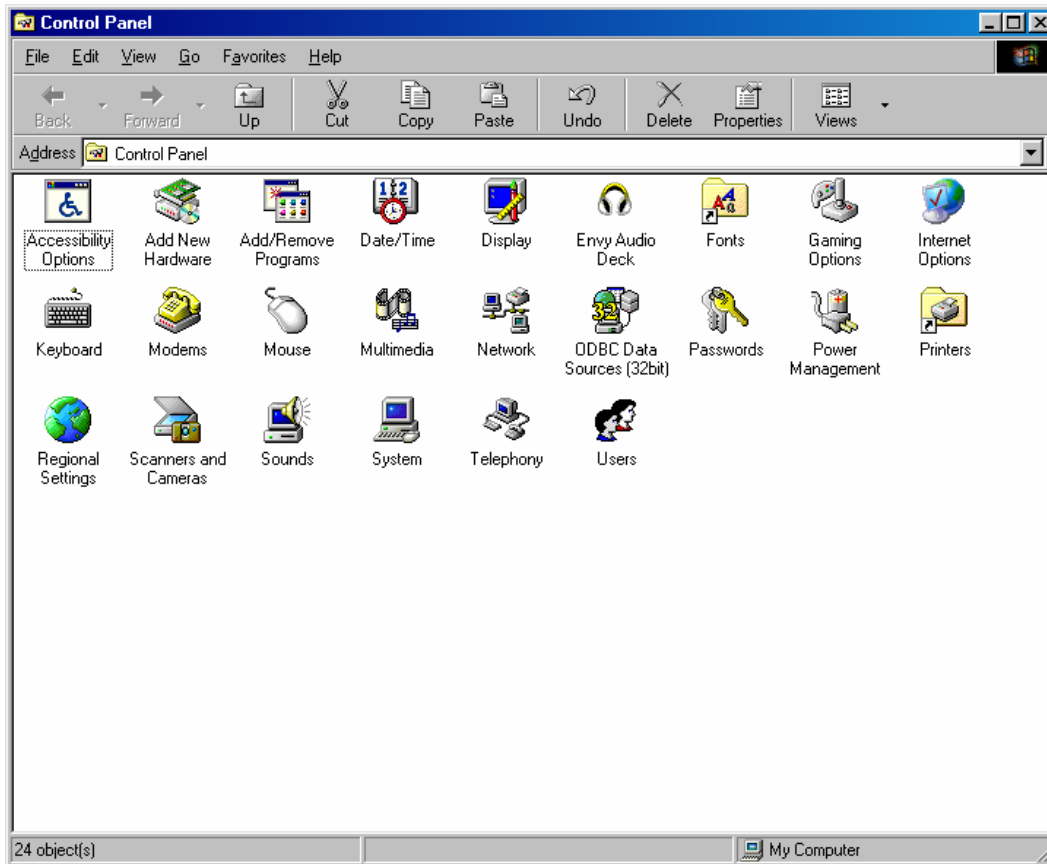 Control Panel
File Edit View Go Favorites Help
Back Forward Up Cut Copy Paste Undo Delete Properties Views
Address Control Panel
Accessibility Options
Add New Hardware
Add/Remove Programs
Date/Time
Display
Envy Audio Deck
Fonts
Gaming Options
Internet Options
Keyboard
Modems
Mouse
Multimedia
Network
ODBC Data Sources (32bit)
Passwords
Power Management
Printers
Regional Settings
Scanners and Cameras
Sounds
System
Telephony
Users
24 object(s) My Computer